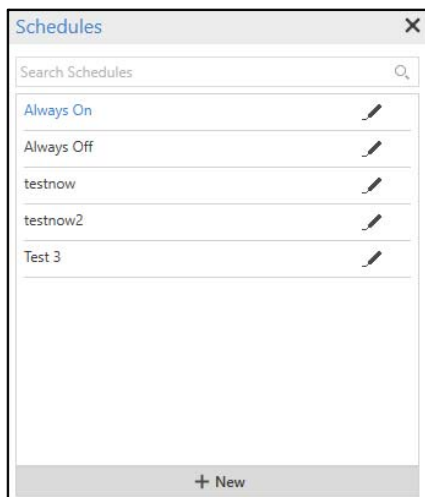 Schedules
Search Schedules
Always On
Always Off
testnow
testnow2
Test 3
+ New